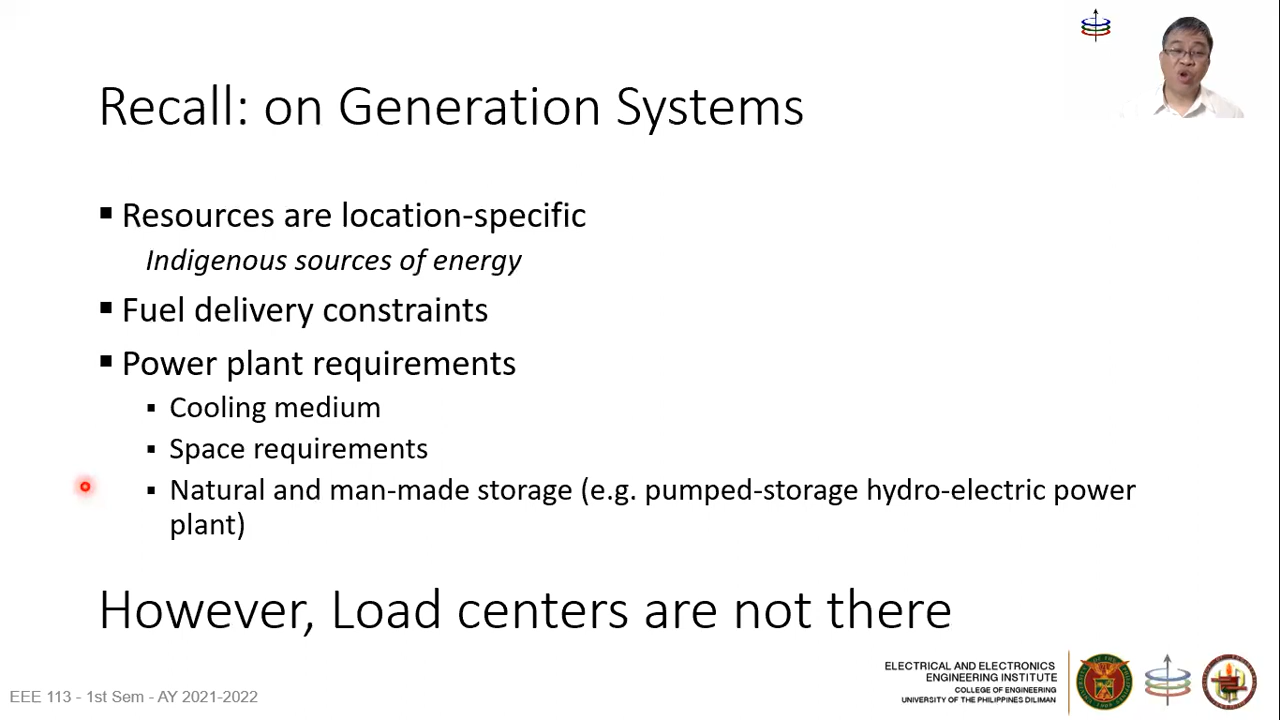 Recall: on Generation Systems
▪ Resources are location-specific
Indigenous sources of energy
▪ Fuel delivery constraints
▪ Power plant requirements
▪ Cooling medium
▪ Space requirements
▪ Natural and man-made storage (e.g. pumped-storage hydro-electric power
plant)
However, Load centers are not there
ELECTRICAL AND ELECTRONICS
ENGINEERING INSTITUTE
COLLEGE OF ENGINEERING
UNIVERSITY OF THE PHILIPPINES DILIMAN
EEE 113 - 1st Sem - AY 2021-2022